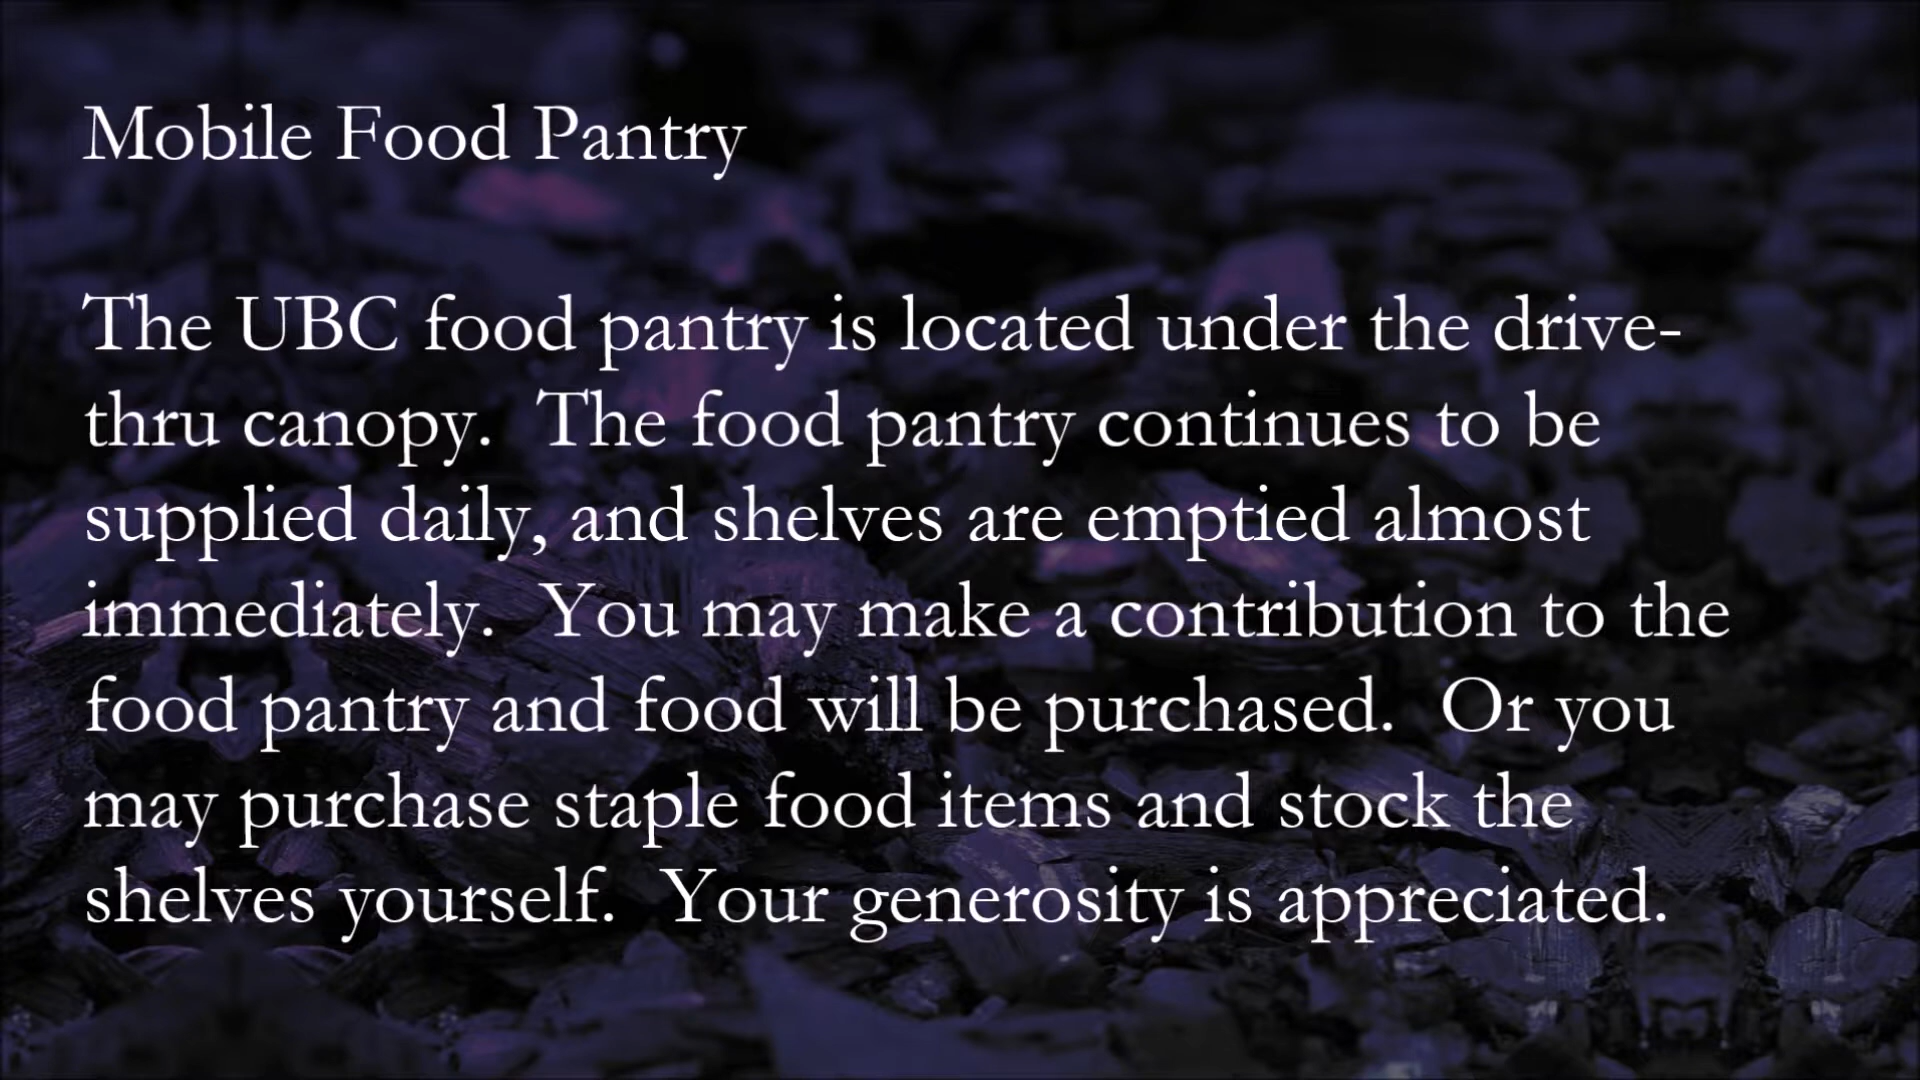 Mobile Food Pantry
The UBC food pantry is located under the drive-
thru canopy.  The food pantry continues to be
supplied daily, and shelves are emptied almost
immediately.  You may make a contribution to the
food pantry and food will be purchased.  Or you
may purchase staple food items and stock the
shelves yourself.  Your generosity is appreciated.